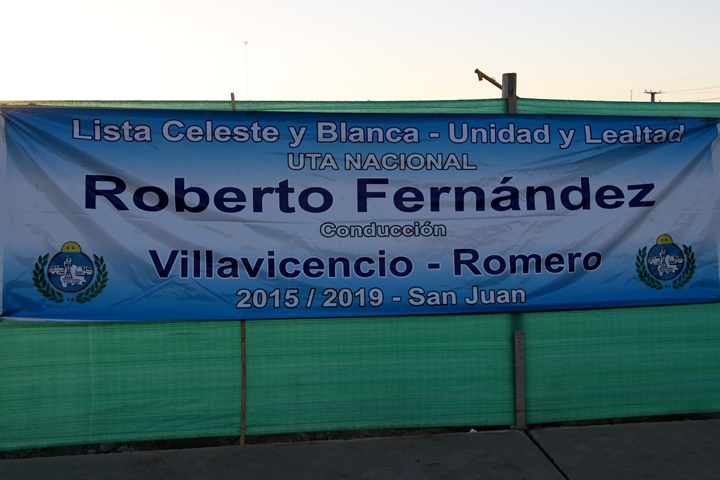 Lista Celeste y Blanca - Unidad y Lealtad
UTA NACIONAL
Roberto Fernández
Conducción
Villavicencio - Romero
2015 / 2019 - San Juan